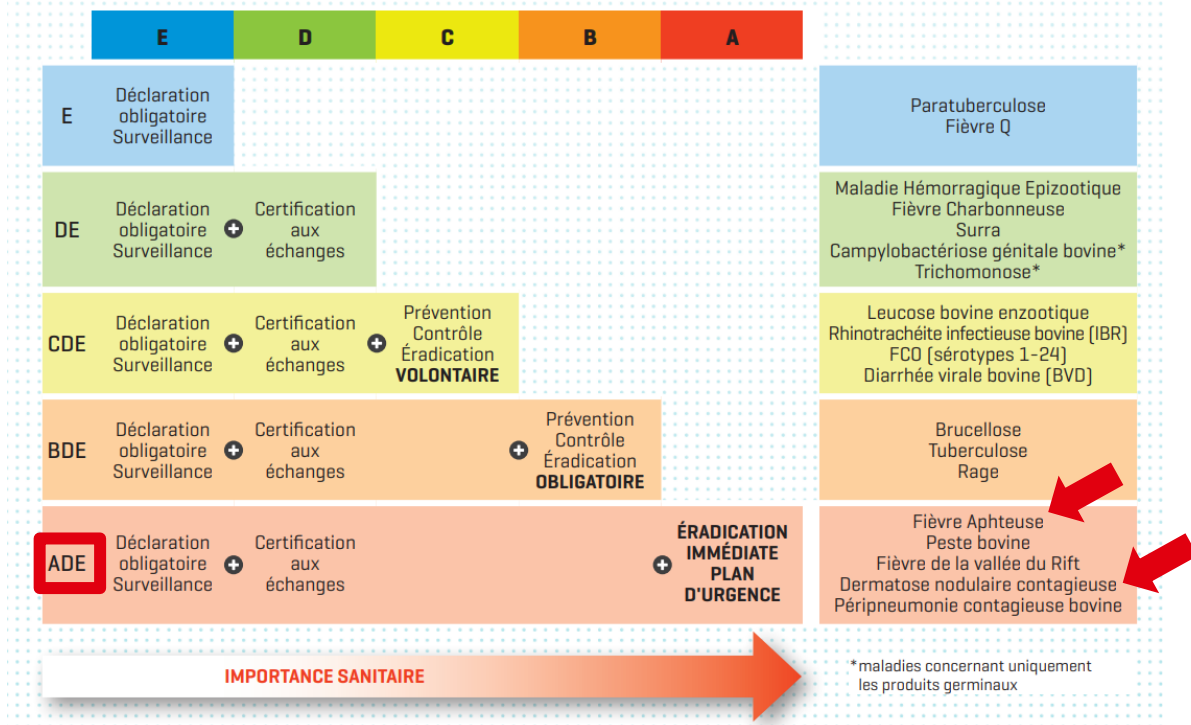 E D C B A
E
Déclaration
obligatoire
Surveillance
Paratuberculose
Fièvre Q
DE
Déclaration
obligatoire
Surveillance
Certification
aux
échanges
Maladie Hémorragique Epizootique
Fièvre Charbonneuse
Surra
Campylobactériose génitale bovine*
Trichomonose*
CDE
Déclaration
obligatoire
Surveillance
Certification
aux
échanges
Prévention
Contrôle
Éradication
VOLONTAIRE
Leucose bovine enzootique
Rhinotrachéite infectieuse bovine (IBR)
FCO (sérotypes 1-24)
Diarrhée virale bovine (BVD)
BDE
Déclaration
obligatoire
Surveillance
Certification
aux
échanges
Prévention
Contrôle
Éradication
OBLIGATOIRE
Brucellose
Tuberculose
Rage
ADE
Déclaration
obligatoire
Surveillance
Certification
aux
échanges
ÉRADICATION
IMMÉDIATE
PLAN
D'URGENCE
Fièvre Aphteuse
Peste bovine
Fièvre de la vallée du Rift
Dermatose nodulaire contagieuse
Péripneumonie contagieuse bovine
IMPORTANCE SANITAIRE
*maladies concernant uniquement
les produits germinaux